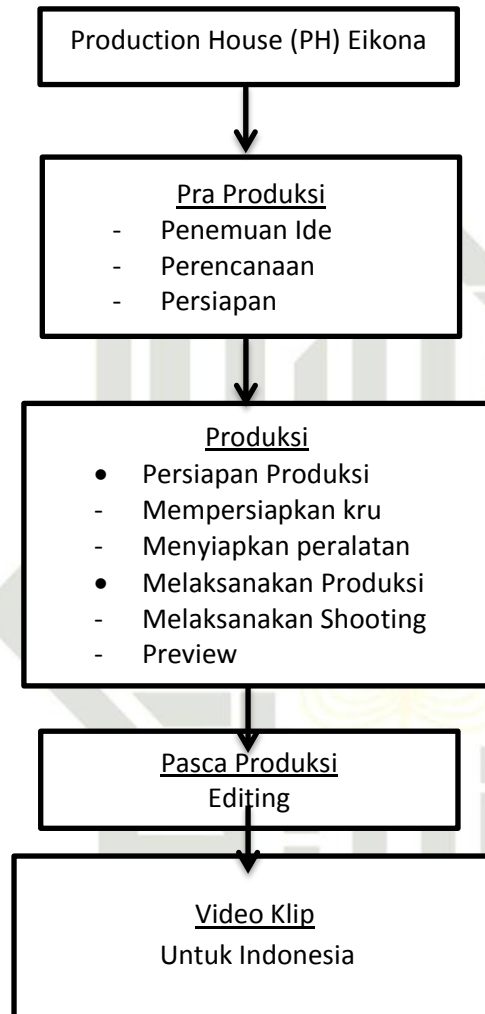 Production House (PH) Eikona
Pra Produksi
- Penemuan Ide
- Perencanaan
- Persiapan
Produksi
• Persiapan Produksi
- Mempersiapkan kru
- Menyiapkan peralatan
• Melaksanakan Produksi
- Melaksanakan Shooting
- Preview
Pasca Produksi
Editing
Video Klip
Untuk Indonesia